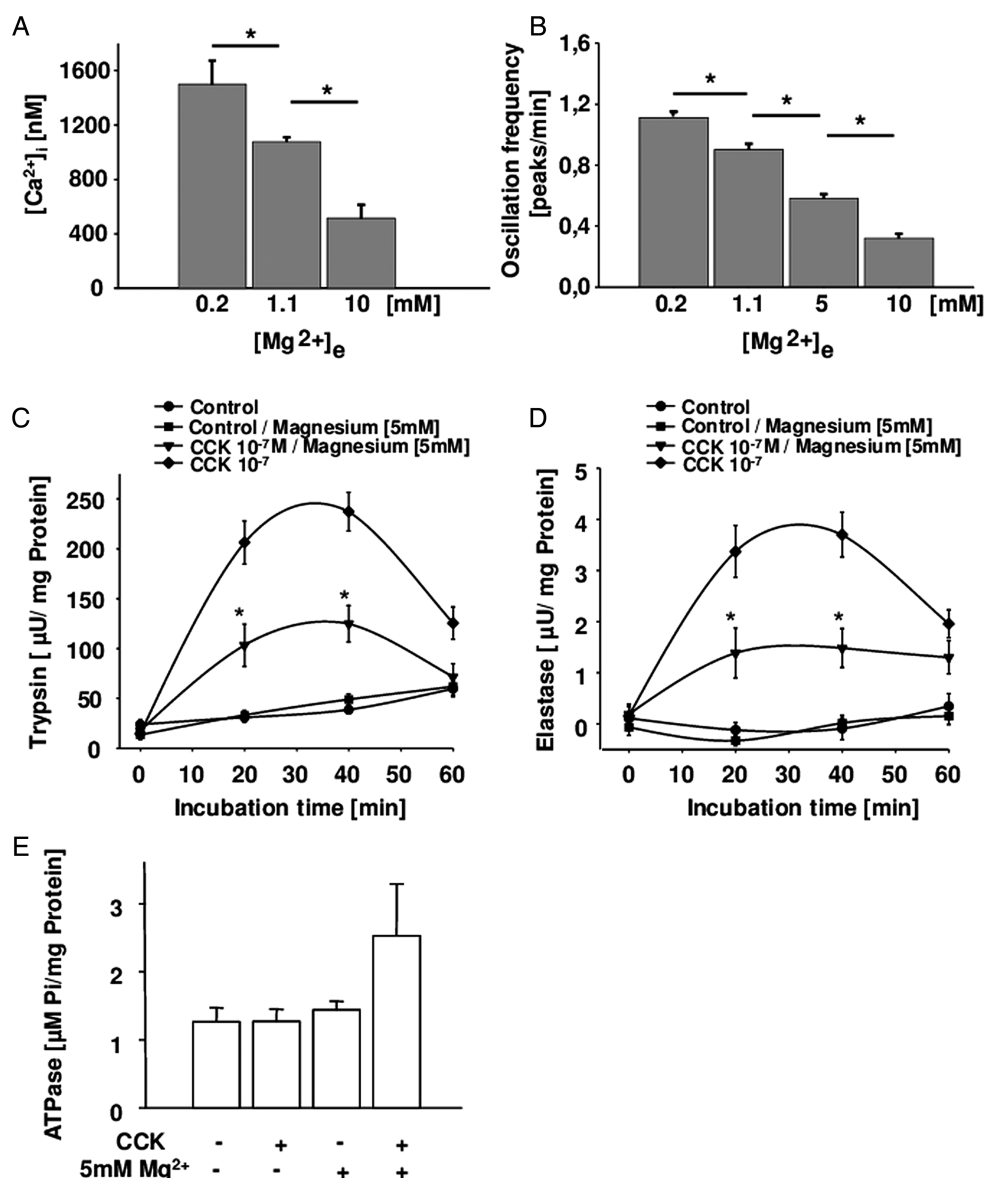 A
[Ca²⁺]i [nM]
1600
1200
800
400
0
* *
0.2 1.1 10 [mM]
[Mg 2+]e
B
Oscillation frequency
[peaks/min]
1,6
1,2
0,8
0,4
0,0
* * *
0.2 1.1 5 10 [mM]
[Mg 2+]e
C
Control
Control / Magnesium [5mM]
CCK 10⁻⁷M / Magnesium [5mM]
CCK 10⁻⁷
Trypsin [ µU/ mg Protein]
250
200
150
100
50
0
* *
0 10 20 30 40 50 60
Incubation time [min]
D
Control
Control / Magnesium [5mM]
CCK 10⁻⁷M / Magnesium [5mM]
CCK 10⁻⁷
Elastase [ µU/ mg Protein]
5
4
3
2
1
0
* *
0 10 20 30 40 50 60
Incubation time [min]
E
ATPase [µM Pi/mg Protein]
3
2
1
0
CCK - + - +
5mM Mg²⁺ - - + +